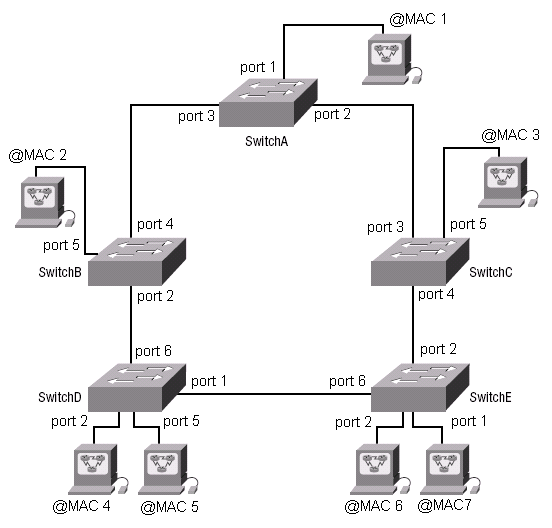 @MAC 1
port 1
port 3
port 2
SwitchA
@MAC 3
@MAC 2
port 4
port 3
port 5
port 5
SwitchB
SwitchC
port 2
port 4
port 6
port 2
SwitchD
port 1
port 6
SwitchE
port 2
port 5
port 2
port 1
@MAC 4
@MAC 5
@MAC 6
@MAC7